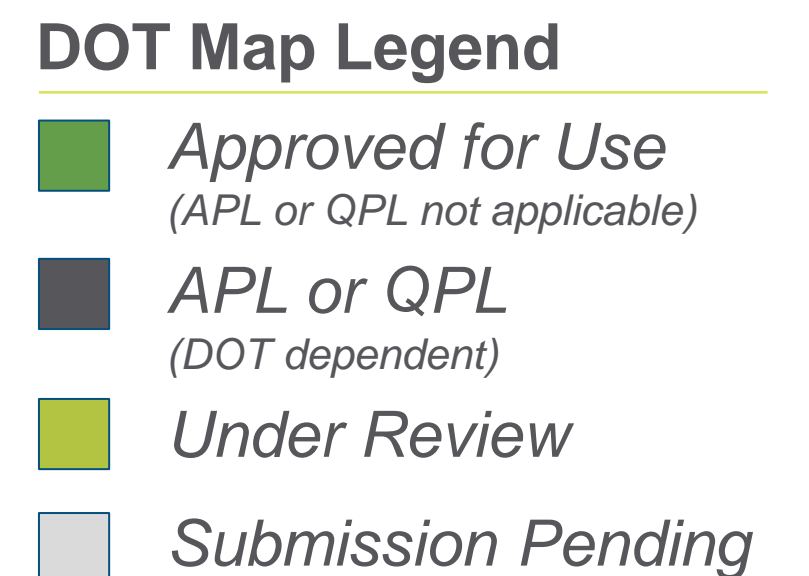 DOT Map Legend
Approved for Use
(APL or QPL not applicable)
APL or QPL
(DOT dependent)
Under Review
Submission Pending